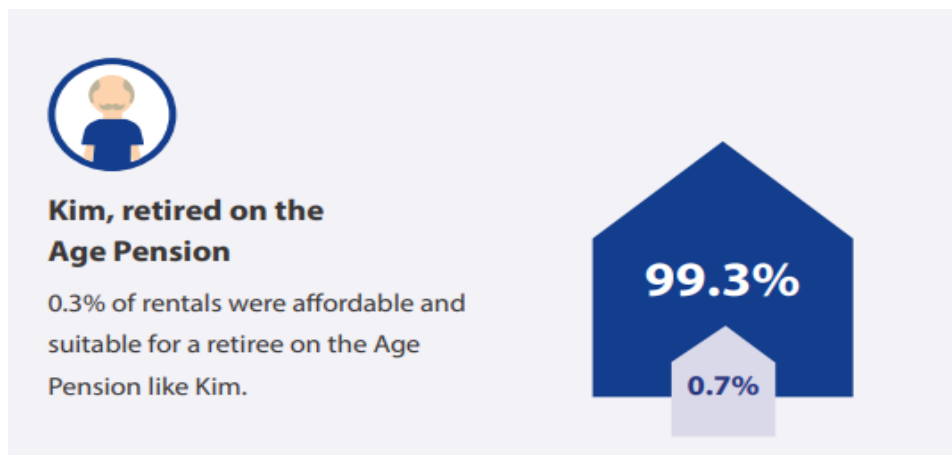 Kim, retired on the
Age Pension
0.3% of rentals were affordable and
suitable for a retiree on the Age
Pension like Kim.
99.3%
0.7%